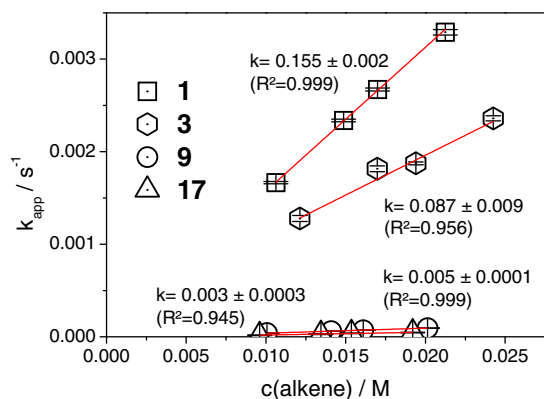 0.003
0.002
0.001
0.000
k_app / s⁻¹
1
3
9
17
k= 0.155 ± 0.002
(R²=0.999)
k= 0.087 ± 0.009
(R²=0.956)
k= 0.003 ± 0.0003
(R²=0.945)
k= 0.005 ± 0.0001
(R²=0.999)
0.000 0.005 0.010 0.015 0.020 0.025
c(alkene) / M